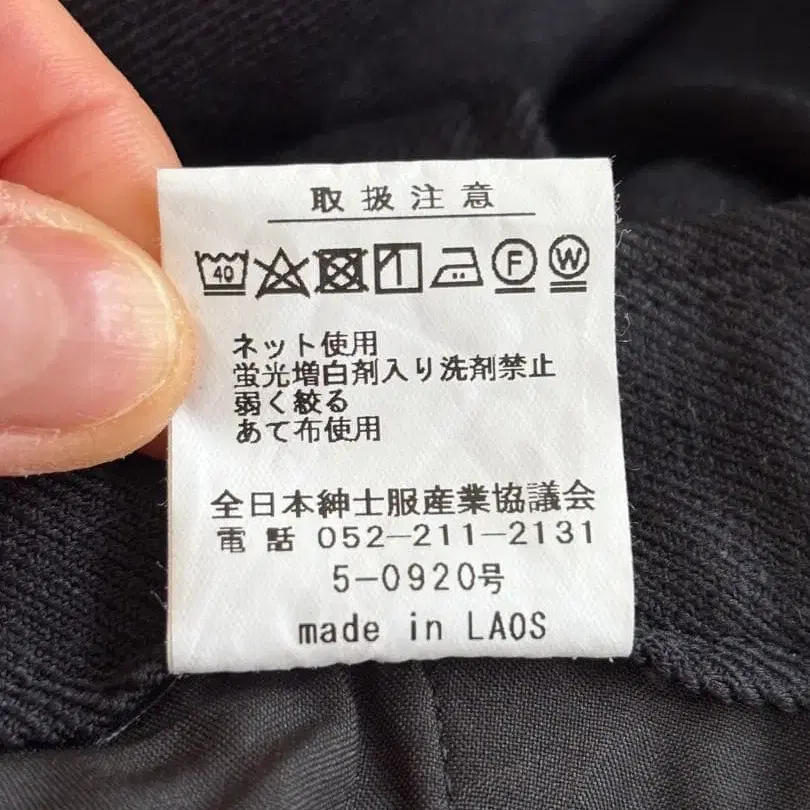 取扱注意
40 F W
ネット使用
蛍光増白剤入り洗剤禁止
弱く絞る
あて布使用
全日本紳士服産業協議会
電話 052-211-2131
5-0920号
made in LAOS